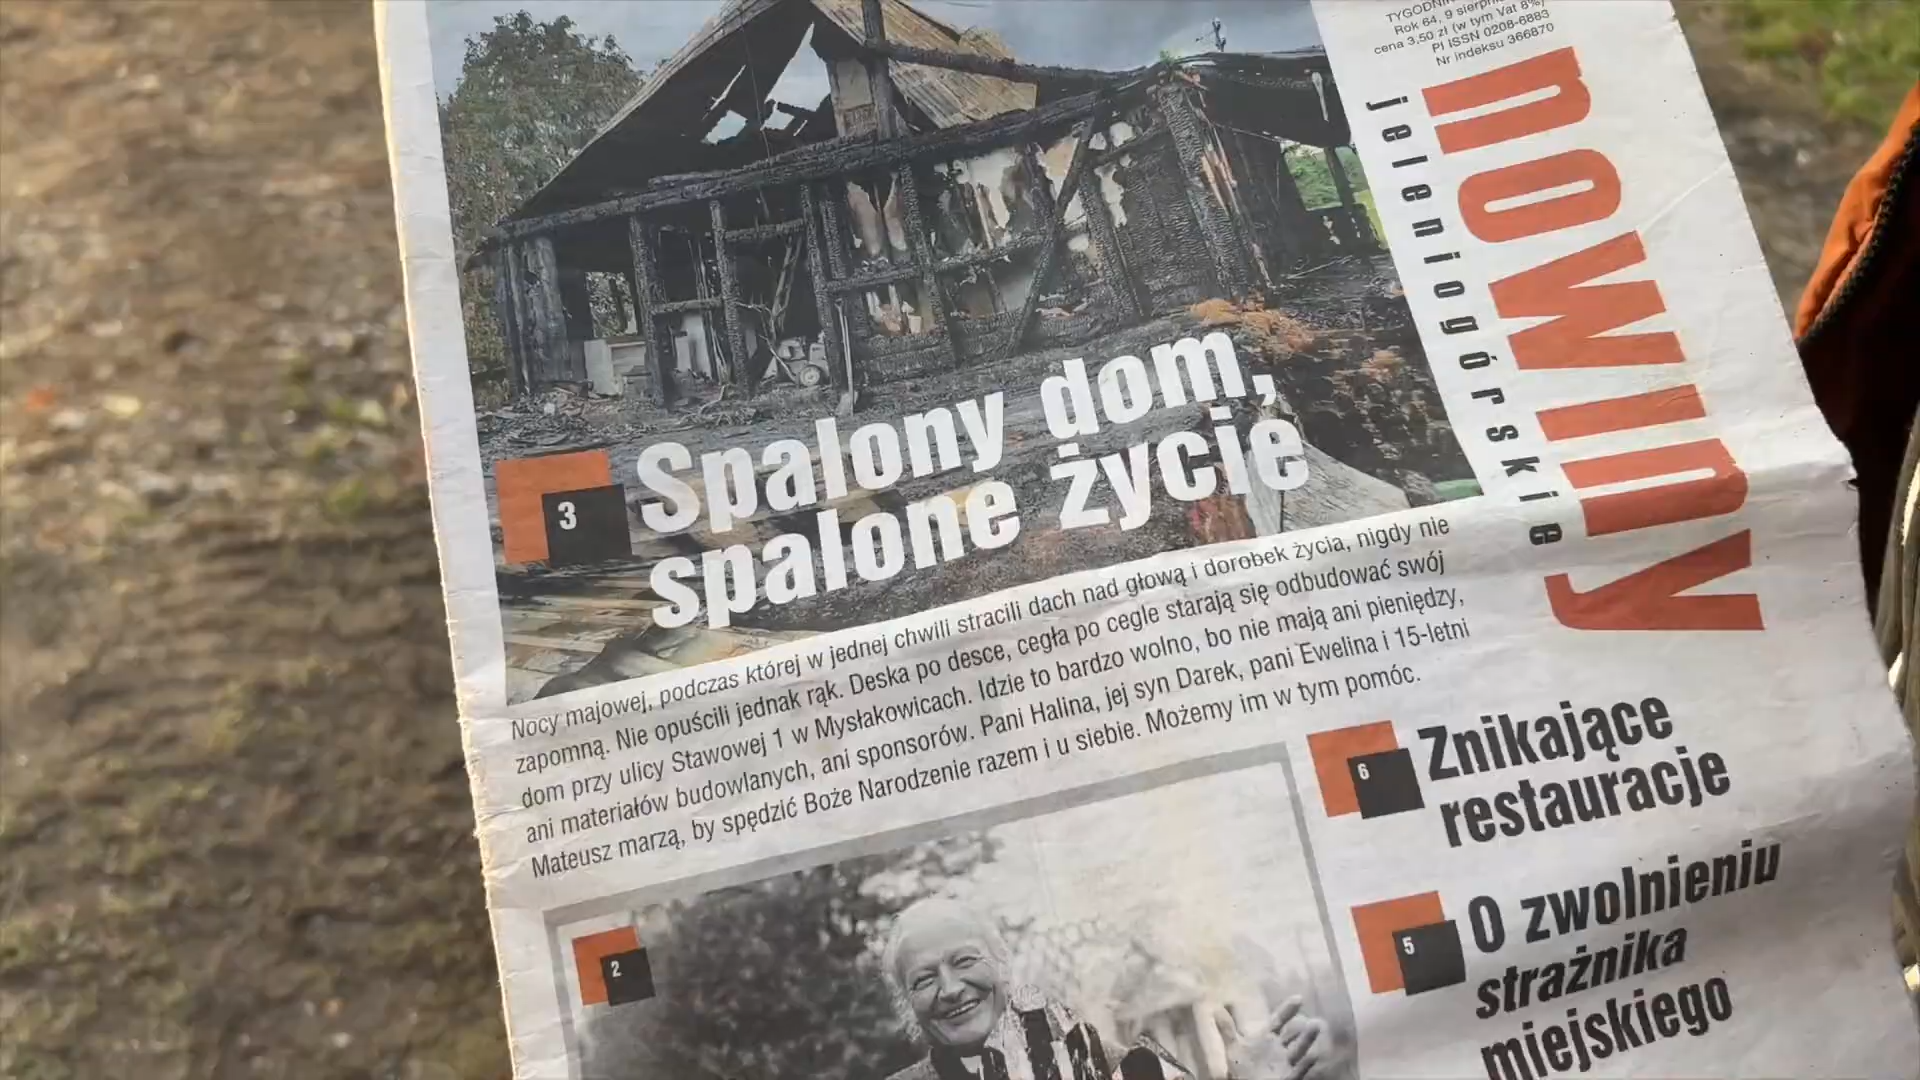 Rok 64, 9
cena 3,50 zł (w tym Vat 8%)
PI ISSN 0208-6883
Nr indeksu 366870
nowiny
jeleniogórskie
3
Spalony dom,
spalone życie
Nocy majowej, podczas której w jednej chwili stracili dach nad głową i dorobek życia, nigdy nie
zapomną. Nie opuścili jednak rąk. Deska po desce, cegła po cegle starają się odbudować swój
dom przy ulicy Stawowej 1 w Mysłakowicach. Idzie to bardzo wolno, bo nie mają ani pieniędzy,
ani materiałów budowlanych, ani sponsorów. Pani Halina, jej syn Darek, pani Ewelina i 15-letni
Mateusz marzą, by spędzić Boże Narodzenie razem i u siebie. Możemy im w tym pomóc.
6
Znikające
restauracje
5
O zwolnieniu
strażnika
miejskiego
2